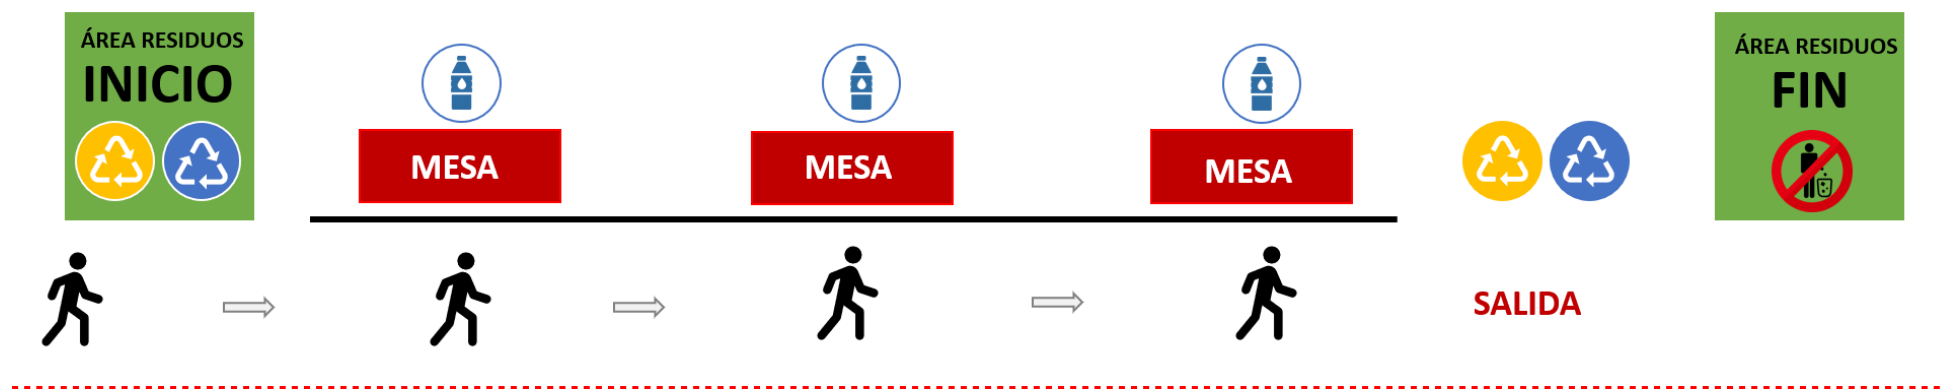 ÁREA RESIDUOS
INICIO
MESA
MESA
MESA
ÁREA RESIDUOS
FIN
SALIDA